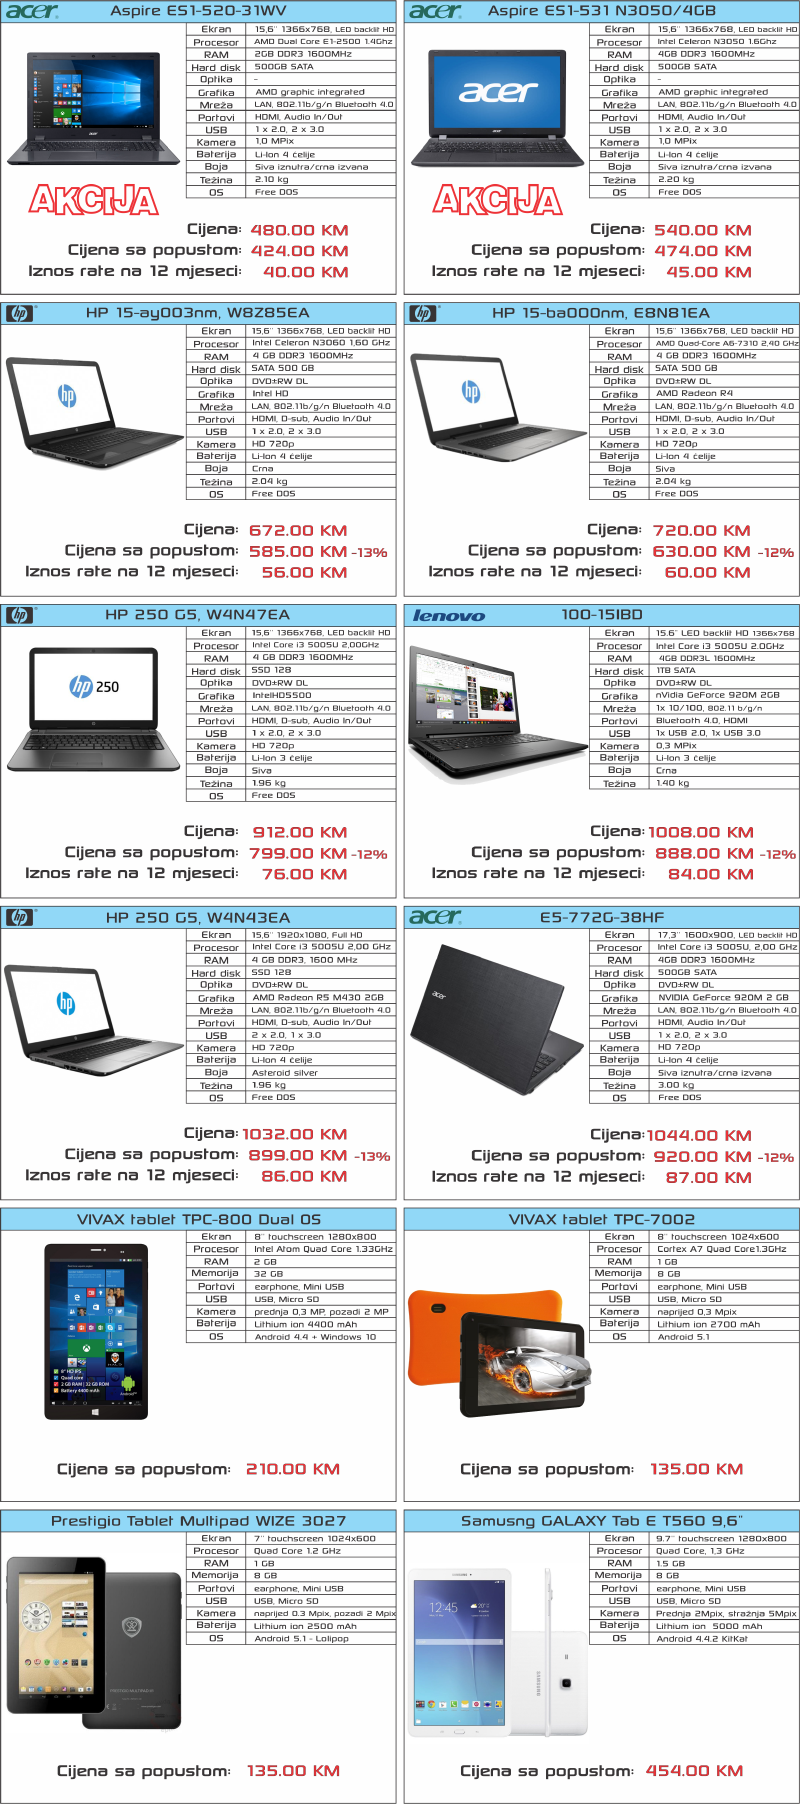 acer
Aspire ES1-520-31WV
Ekran 15,6" 1366x768, LED backlit HD
Procesor AMD Dual Core E1-2500 1.4Ghz
RAM 2GB DDR3 1600MHz
Hard disk 500GB SATA
Optika -
Grafika AMD graphic integrated
Mreža LAN, 802.11b/g/n Bluetooth 4.0
Portovi HDMI, Audio In/Out
USB 1 x 2.0, 2 x 3.0
Kamera 1,0 MPix
Baterija Li-Ion 4 ćelije
Boja Siva iznutra/crna izvana
Težina 2.10 kg
OS Free DOS
AKCIJA
Cijena: 480.00 KM
Cijena sa popustom: 424.00 KM
Iznos rate na 12 mjeseci: 40.00 KM
acer
Aspire ES1-531 N3050/4GB
Ekran 15,6" 1366x768, LED backlit HD
Procesor Intel Celeron N3050 1.6Ghz
RAM 4GB DDR3 1600MHz
Hard disk 500GB SATA
Optika -
Grafika AMD graphic integrated
Mreža LAN, 802.11b/g/n Bluetooth 4.0
Portovi HDMI, Audio In/Out
USB 1 x 2.0, 2 x 3.0
Kamera 1,0 MPix
Baterija Li-Ion 4 ćelije
Boja Siva iznutra/crna izvana
Težina 2.20 kg
OS Free DOS
acer
AKCIJA
Cijena: 540.00 KM
Cijena sa popustom: 474.00 KM
Iznos rate na 12 mjeseci: 45.00 KM
hp
HP 15-ay003nm, W8Z85EA
Ekran 15,6" 1366x768, LED backlit HD
Procesor Intel Celeron N3060 1,60 GHz
RAM 4 GB DDR3 1600MHz
Hard disk SATA 500 GB
Optika DVD±RW DL
Grafika Intel HD
Mreža LAN, 802.11b/g/n Bluetooth 4.0
Portovi HDMI, D-sub, Audio In/Out
USB 1 x 2.0, 2 x 3.0
Kamera HD 720p
Baterija Li-Ion 4 ćelije
Boja Crna
Težina 2.04 kg
OS Free DOS
hp
Cijena: 672.00 KM
Cijena sa popustom: 585.00 KM -13%
Iznos rate na 12 mjeseci: 56.00 KM
hp
HP 15-ba000nm, E8N81EA
Ekran 15,6" 1366x768, LED backlit HD
Procesor AMD Quad-Core A6-7310 2,40 GHz
RAM 4 GB DDR3 1600MHz
Hard disk SATA 500 GB
Optika DVD±RW DL
Grafika AMD Radeon R4
Mreža LAN, 802.11b/g/n Bluetooth 4.0
Portovi HDMI, D-sub, Audio In/Out
USB 1 x 2.0, 2 x 3.0
Kamera HD 720p
Baterija Li-Ion 4 ćelije
Boja Siva
Težina 2.04 kg
OS Free DOS
hp
Cijena: 720.00 KM
Cijena sa popustom: 630.00 KM -12%
Iznos rate na 12 mjeseci: 60.00 KM
hp
HP 250 G5, W4N47EA
Ekran 15,6" 1366x768, LED backlit HD
Procesor Intel Core i3 5005U 2,00GHz
RAM 4 GB DDR3 1600MHz
Hard disk SSD 128
Optika DVD±RW DL
Grafika IntelHD5500
Mreža LAN, 802.11b/g/n Bluetooth 4.0
Portovi HDMI, D-sub, Audio In/Out
USB 1 x 2.0, 2 x 3.0
Kamera HD 720p
Baterija Li-Ion 3 ćelije
Boja Siva
Težina 1.96 kg
OS Free DOS
hp 250
Cijena: 912.00 KM
Cijena sa popustom: 799.00 KM -12%
Iznos rate na 12 mjeseci: 76.00 KM
lenovo
100-15IBD
Ekran 15.6" LED backlit HD 1366x768
Procesor Intel Core i3 5005U 2.0GHz
RAM 4GB DDR3L 1600MHz
Hard disk 1TB SATA
Optika DVD±RW DL
Grafika nVidia GeForce 920M 2GB
Mreža 1x 10/100, 802.11 b/g/n
Portovi Bluetooth 4.0, HDMI
USB 1x USB 2.0, 1x USB 3.0
Kamera 0,3 MPix
Baterija Li-Ion 3 ćelije
Boja Crna
Težina 1.40 kg
Cijena: 1008.00 KM
Cijena sa popustom: 888.00 KM -12%
Iznos rate na 12 mjeseci: 84.00 KM
hp
HP 250 G5, W4N43EA
Ekran 15,6" 1920x1080, Full HD
Procesor Intel Core i3 5005U 2,00 GHz
RAM 4 GB DDR3, 1600 MHz
Hard disk SSD 128
Optika DVD±RW DL
Grafika AMD Radeon R5 M430 2GB
Mreža LAN, 802.11b/g/n Bluetooth 4.0
Portovi HDMI, D-sub, Audio In/Out
USB 2 x 2.0, 1 x 3.0
Kamera HD 720p
Baterija Li-Ion 4 ćelije
Boja Asteroid silver
Težina 1.96 kg
OS Free DOS
hp
Cijena: 1032.00 KM
Cijena sa popustom: 899.00 KM -13%
Iznos rate na 12 mjeseci: 86.00 KM
acer
E5-772G-38HF
Ekran 17,3" 1600x900, LED backlit HD
Procesor Intel Core i3 5005U, 2,00 GHz
RAM 4GB DDR3 1600MHz
Hard disk 500GB SATA
Optika DVD±RW DL
Grafika NVIDIA GeForce 920M 2 GB
Mreža LAN, 802.11b/g/n Bluetooth 4.0
Portovi HDMI, Audio In/Out
USB 1 x 2.0, 2 x 3.0
Kamera HD 720p
Baterija Li-Ion 4 ćelije
Boja Siva iznutra/crna izvana
Težina 3.00 kg
OS Free DOS
acer
Cijena: 1044.00 KM
Cijena sa popustom: 920.00 KM -12%
Iznos rate na 12 mjeseci: 87.00 KM
VIVAX tablet TPC-800 Dual OS
Ekran 8" touchscreen 1280x800
Procesor Intel Atom Quad Core 1.33GHz
RAM 2 GB
Memorija 32 GB
Portovi earphone, Mini USB
USB USB, Micro SD
Kamera prednja 0,3 MP, pozadi 2 MP
Baterija Lithium ion 4400 mAh
OS Android 4.4 + Windows 10
8" HD IPS
Quad core
2 GB RAM | 32 GB ROM
Battery 4400 mAh
Cijena sa popustom: 210.00 KM
VIVAX tablet TPC-7002
Ekran 8" touchscreen 1024x600
Procesor Cortex A7 Quad Core1.3GHz
RAM 1 GB
Memorija 8 GB
Portovi earphone, Mini USB
USB USB, Micro SD
Kamera naprijed 0,3 Mpix
Baterija Lithium ion 2700 mAh
OS Android 5.1
Cijena sa popustom: 135.00 KM
Prestigio Tablet Multipad WIZE 3027
Ekran 7" touchscreen 1024x600
Procesor Quad Core 1.2 GHz
RAM 1 GB
Memorija 8 GB
Portovi earphone, Mini USB
USB USB, Micro SD
Kamera naprijed 0.3 Mpix, pozadi 2 Mpix
Baterija Lithium ion 2500 mAh
OS Android 5.1 - Lolipop
Cijena sa popustom: 135.00 KM
Samusng GALAXY Tab E T560 9,6"
Ekran 9.7" touchscreen 1280x800
Procesor Quad Core, 1,3 GHz
RAM 1.5 GB
Memorija 8 GB
Portovi earphone, Mini USB
USB USB, Micro SD
Kamera Prednja 2Mpix, stražnja 5Mpix
Baterija Lithium ion 5000 mAh
OS Android 4.4.2 KitKat
12:45
SAMSUNG
Cijena sa popustom: 454.00 KM